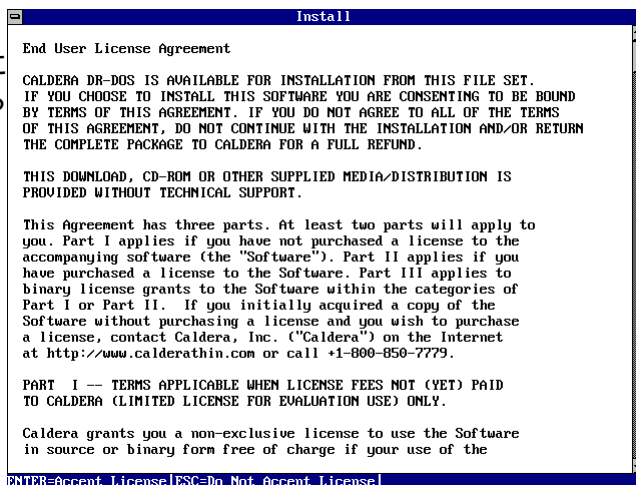 Install
End User License Agreement
CALDERA DR-DOS IS AVAILABLE FOR INSTALLATION FROM THIS FILE SET.
IF YOU CHOOSE TO INSTALL THIS SOFTWARE YOU ARE CONSENTING TO BE BOUND
BY TERMS OF THIS AGREEMENT. IF YOU DO NOT AGREE TO ALL OF THE TERMS
OF THIS AGREEMENT, DO NOT CONTINUE WITH THE INSTALLATION AND/OR RETURN
THE COMPLETE PACKAGE TO CALDERA FOR A FULL REFUND.
THIS DOWNLOAD, CD-ROM OR OTHER SUPPLIED MEDIA/DISTRIBUTION IS
PROVIDED WITHOUT TECHNICAL SUPPORT.
This Agreement has three parts. At least two parts will apply to
you. Part I applies if you have not purchased a license to the
accompanying software (the "Software"). Part II applies if you
have purchased a license to the Software. Part III applies to
binary license grants to the Software within the categories of
Part I or Part II.  If you initially acquired a copy of the
Software without purchasing a license and you wish to purchase
a license, contact Caldera, Inc. ("Caldera") on the Internet
at http://www.calderathin.com or call +1-800-850-7779.
PART  I -- TERMS APPLICABLE WHEN LICENSE FEES NOT (YET) PAID
TO CALDERA (LIMITED LICENSE FOR EVALUATION USE) ONLY.
Caldera grants you a non-exclusive license to use the Software
in source or binary form free of charge if your use of the
ENTER=Accept License|ESC=Do Not Accept License|